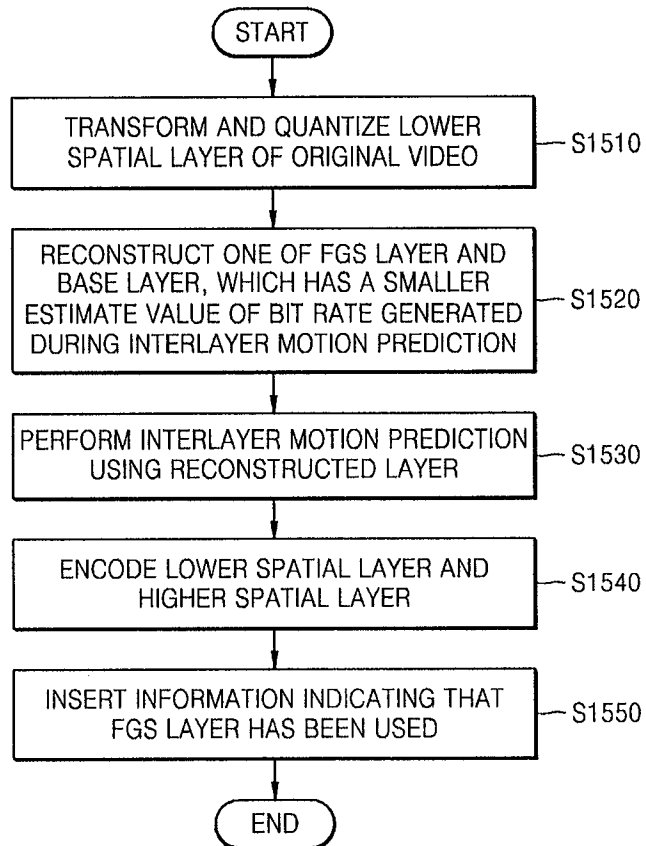 START
TRANSFORM AND QUANTIZE LOWER
SPATIAL LAYER OF ORIGINAL VIDEO
S1510
RECONSTRUCT ONE OF FGS LAYER AND
BASE LAYER, WHICH HAS A SMALLER
ESTIMATE VALUE OF BIT RATE GENERATED
DURING INTERLAYER MOTION PREDICTION
S1520
PERFORM INTERLAYER MOTION PREDICTION
USING RECONSTRUCTED LAYER
S1530
ENCODE LOWER SPATIAL LAYER AND
HIGHER SPATIAL LAYER
S1540
INSERT INFORMATION INDICATING THAT
FGS LAYER HAS BEEN USED
S1550
END